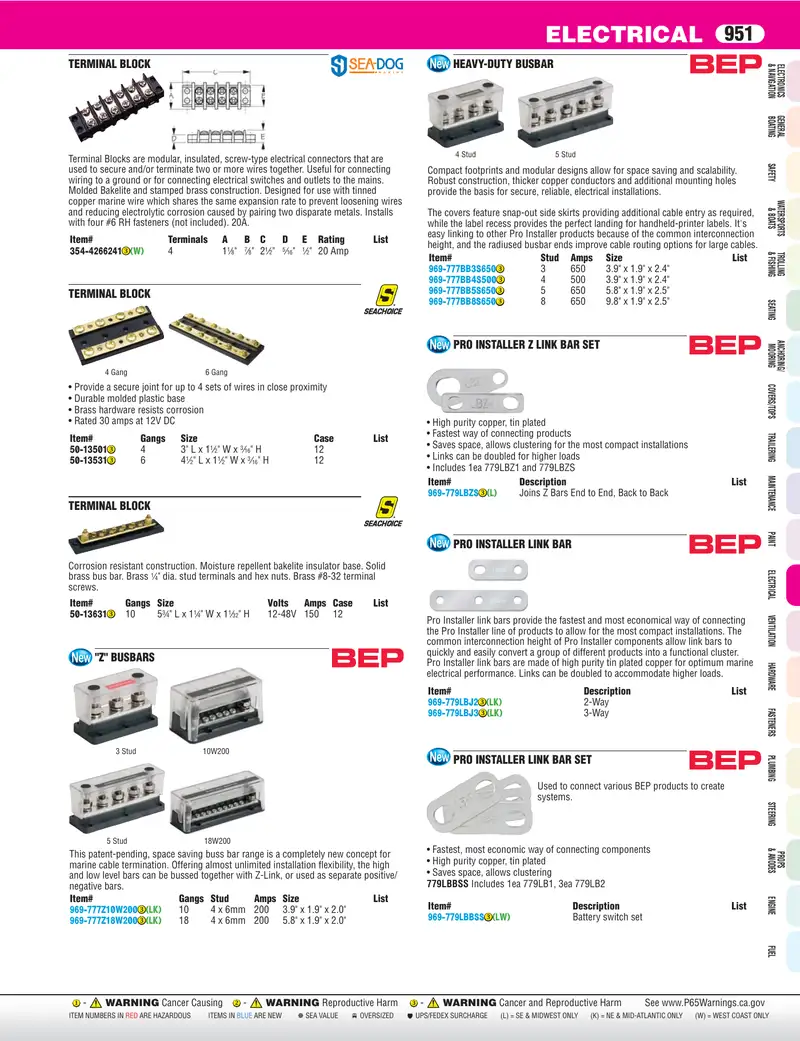 ELECTRICAL 951
TERMINAL BLOCK
SEA-DOG
L
A
B
C
D
E
Terminal Blocks are modular, insulated, screw-type electrical connectors that are
used to secure and/or terminate two or more wires together. Useful for connecting
wiring to a ground or for connecting electrical switches and outlets to the mains.
Molded Bakelite and stamped brass construction. Designed for use with tinned
copper marine wire which shares the same expansion rate to prevent loosening wires
and reducing electrolytic corrosion caused by pairing two disparate metals. Installs
with four #6 RH fasteners (not included). 20A.
Item# Terminals A B C D E Rating List
354-4266241 3 (W) 4 1⅛" ⅞" 2½" 5⁄16" ½" 20 Amp
TERMINAL BLOCK
SEACHOICE
4 Gang 6 Gang
• Provide a secure joint for up to 4 sets of wires in close proximity
• Durable molded plastic base
• Brass hardware resists corrosion
• Rated 30 amps at 12V DC
Item# Gangs Size Case List
50-13501 3 4 3" L x 1½" W x 3⁄16" H 12
50-13531 3 6 4½" L x 1½" W x 3⁄16" H 12
TERMINAL BLOCK
SEACHOICE
Corrosion resistant construction. Moisture repellent bakelite insulator base. Solid
brass bus bar. Brass ¼" dia. stud terminals and hex nuts. Brass #8-32 terminal
screws.
Item# Gangs Size Volts Amps Case List
50-13631 3 10 5¾" L x 1¼" W x 1 1⁄32" H 12-48V 150 12
New "Z" BUSBARS
BEP
3 Stud 10W200
5 Stud 18W200
This patent-pending, space saving buss bar range is a completely new concept for
marine cable termination. Offering almost unlimited installation flexibility, the high
and low level bars can be bussed together with Z-Link, or used as separate positive/
negative bars.
Item# Gangs Stud Amps Size List
969-777Z10W200 3 (LK) 10 4 x 6mm 200 3.9" x 1.9" x 2.0"
969-777Z18W200 3 (LK) 18 4 x 6mm 200 5.8" x 1.9" x 2.0"
New HEAVY-DUTY BUSBAR
BEP
4 Stud 5 Stud
Compact footprints and modular designs allow for space saving and scalability.
Robust construction, thicker copper conductors and additional mounting holes
provide the basis for secure, reliable, electrical installations.
The covers feature snap-out side skirts providing additional cable entry as required,
while the label recess provides the perfect landing for handheld-printer labels. It's
easy linking to other Pro Installer products because of the common interconnection
height, and the radiused busbar ends improve cable routing options for large cables.
Item# Stud Amps Size List
969-777BB3S650 3 3 650 3.9" x 1.9" x 2.4"
969-777BB4S500 3 4 500 3.9" x 1.9" x 2.4"
969-777BB5S650 3 5 650 5.8" x 1.9" x 2.5"
969-777BB8S650 3 8 650 9.8" x 1.9" x 2.5"
New PRO INSTALLER Z LINK BAR SET
BEP
• High purity copper, tin plated
• Fastest way of connecting products
• Saves space, allows clustering for the most compact installations
• Links can be doubled for higher loads
• Includes 1ea 779LBZ1 and 779LBZS
Item# Description List
969-779LBZS 3 (L) Joins Z Bars End to End, Back to Back
New PRO INSTALLER LINK BAR
BEP
Pro Installer link bars provide the fastest and most economical way of connecting
the Pro Installer line of products to allow for the most compact installations. The
common interconnection height of Pro Installer components allow link bars to
quickly and easily convert a group of different products into a functional cluster.
Pro Installer link bars are made of high purity tin plated copper for optimum marine
electrical performance. Links can be doubled to accommodate higher loads.
Item# Description List
969-779LBJ2 3 (LK) 2-Way
969-779LBJ3 3 (LK) 3-Way
New PRO INSTALLER LINK BAR SET
BEP
Used to connect various BEP products to create
systems.
• Fastest, most economic way of connecting components
• High purity copper, tin plated
• Saves space, allows clustering
779LBBSS Includes 1ea 779LB1, 3ea 779LB2
Item# Description List
969-779LBBSS 3 (LW) Battery switch set
ELECTRONICS & NAVIGATION
GENERAL BOATING
SAFETY
WATERSPORTS & BOATS
TROLLING & FISHING
SEATING
ANCHORING/ MOORING
COVERS/TOPS
TRAILERING
MAINTENANCE
PAINT
ELECTRICAL
VENTILATION
HARDWARE
FASTENERS
PLUMBING
STEERING
PROPS & ANODES
ENGINE
FUEL
1 - WARNING Cancer Causing 2 - WARNING Reproductive Harm 3 - WARNING Cancer and Reproductive Harm See www.P65Warnings.ca.gov
ITEM NUMBERS IN RED ARE HAZARDOUS ITEMS IN BLUE ARE NEW SEA VALUE OVERSIZED UPS/FEDEX SURCHARGE (L) = SE & MIDWEST ONLY (K) = NE & MID-ATLANTIC ONLY (W) = WEST COAST ONLY